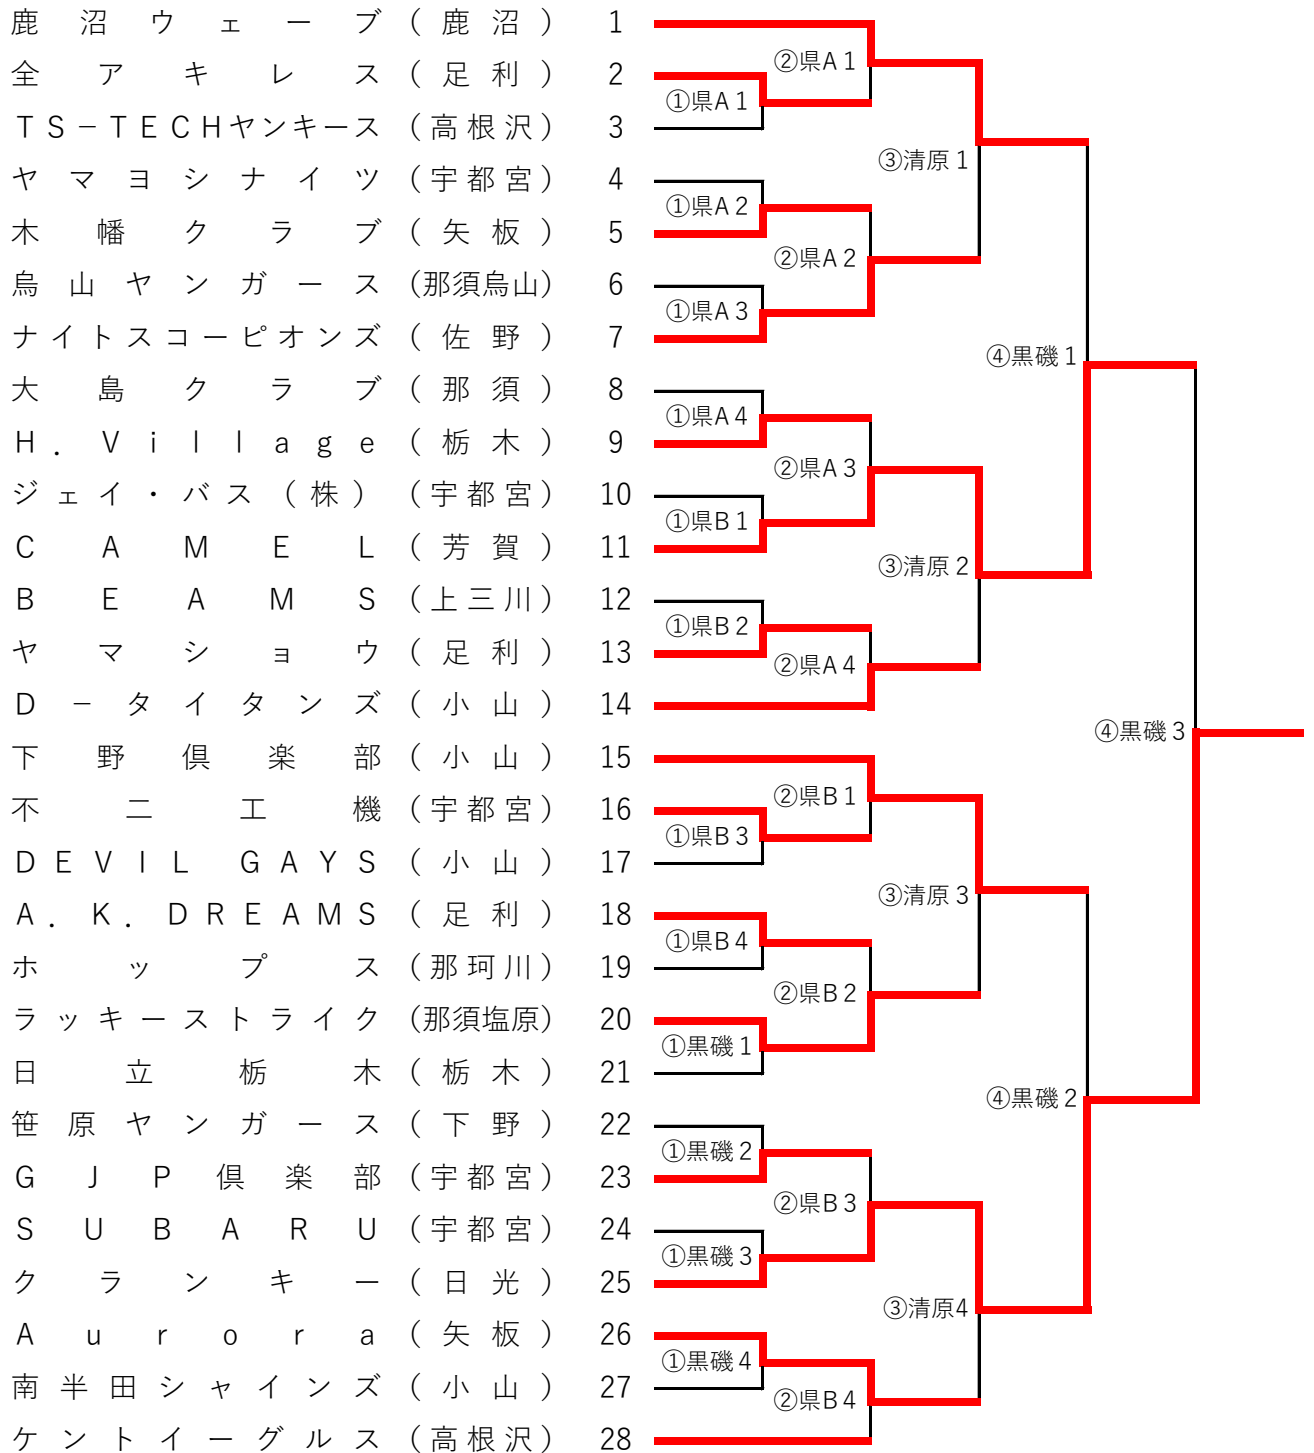 鹿沼ウェーブ (鹿沼) 1
全アキレス (足利) 2
TS-TECHヤンキース (高根沢) 3
ヤマヨシナイツ (宇都宮) 4
木幡クラブ (矢板) 5
烏山ヤンガース (那須烏山) 6
ナイトスコーピオンズ (佐野) 7
大島クラブ (那須) 8
H.Village (栃木) 9
ジェイ・バス(株) (宇都宮) 10
CAMEL (芳賀) 11
BEAMS (上三川) 12
ヤマショウ (足利) 13
D-タイタンズ (小山) 14
下野倶楽部 (小山) 15
不二工機 (宇都宮) 16
DEVIL GAYS (小山) 17
A.K.DREAMS (足利) 18
ホップス (那珂川) 19
ラッキーストライク (那須塩原) 20
日立栃木 (栃木) 21
笹原ヤンガース (下野) 22
GJP倶楽部 (宇都宮) 23
SUBARU (宇都宮) 24
クランキー (日光) 25
Aurora (矢板) 26
南半田シャインズ (小山) 27
ケントイーグルス (高根沢) 28
①県A1
①県A2
①県A3
①県A4
①県B1
①県B2
①県B3
①県B4
①黒磯1
①黒磯2
①黒磯3
①黒磯4
②県A1
②県A2
②県A3
②県A4
②県B1
②県B2
②県B3
②県B4
③清原1
③清原2
③清原3
③清原4
④黒磯1
④黒磯2
④黒磯3